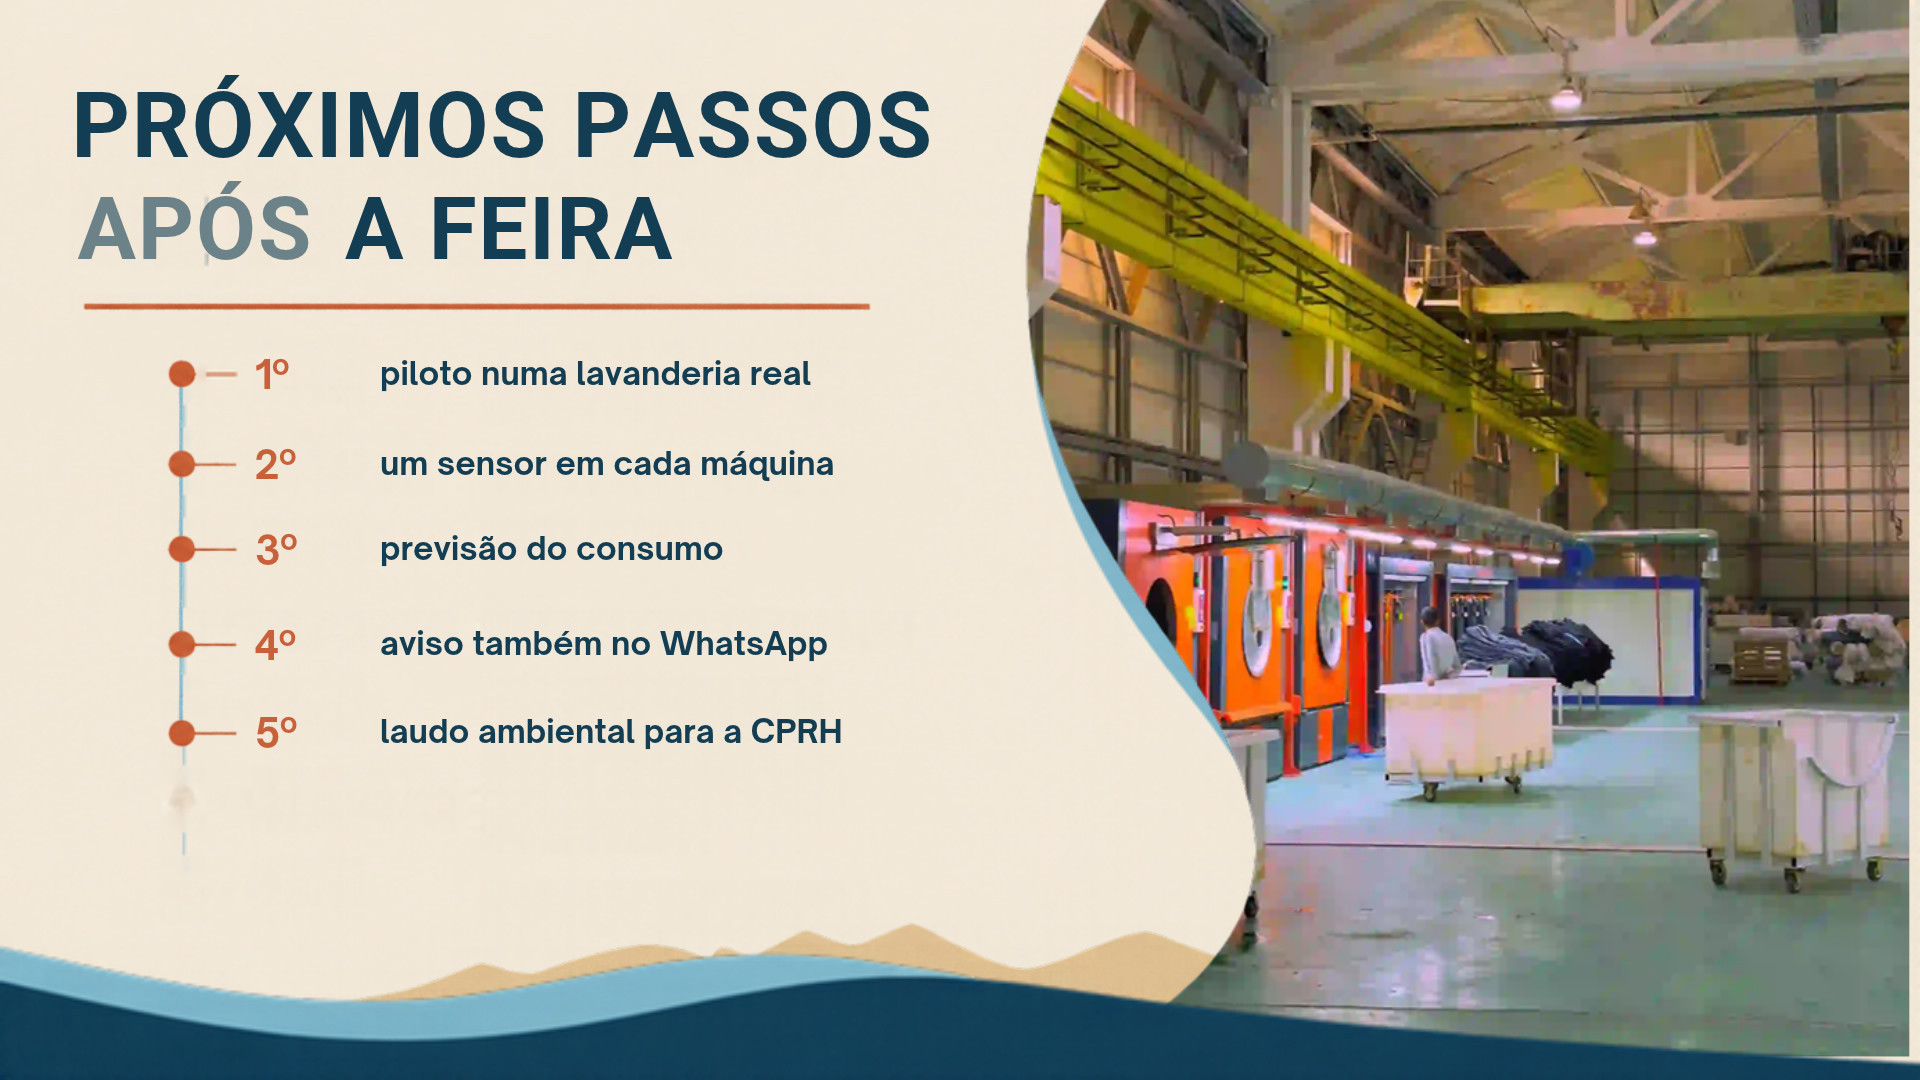 PRÓXIMOS PASSOS
APÓS A FEIRA
1º piloto numa lavanderia real
2º um sensor em cada máquina
3º previsão do consumo
4º aviso também no WhatsApp
5º laudo ambiental para a CPRH